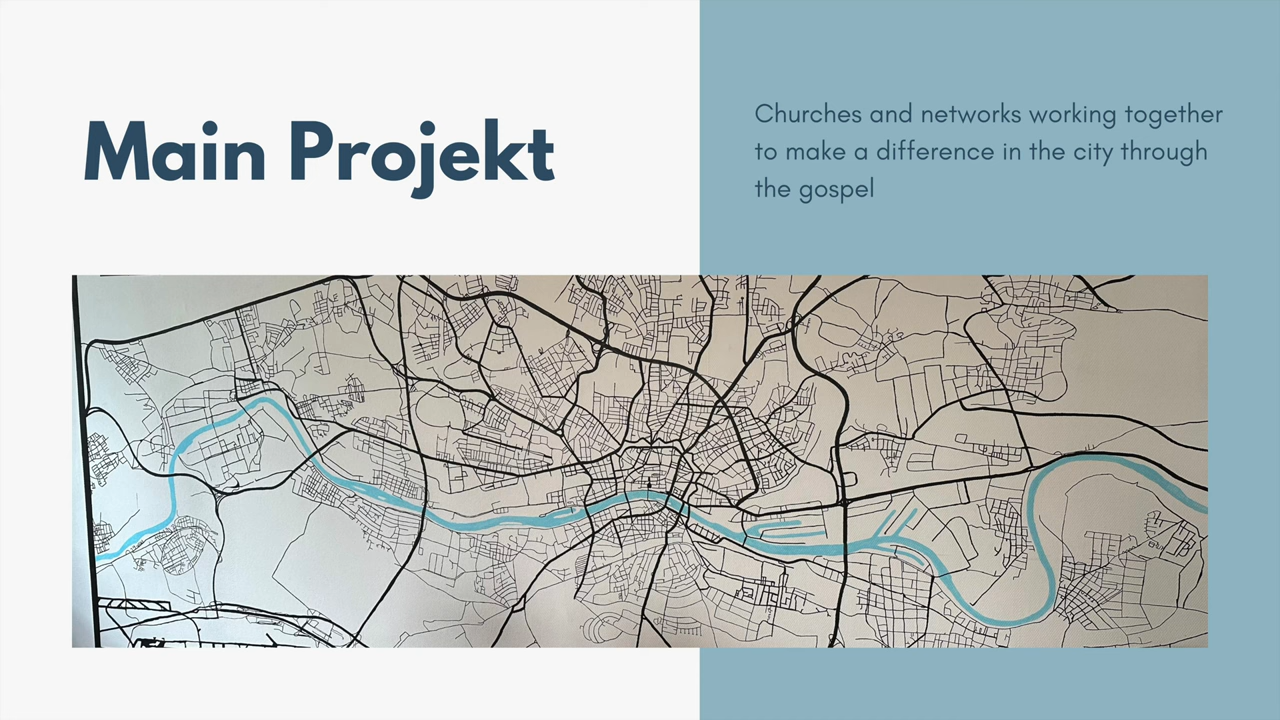 Main Projekt
Churches and networks working together
to make a difference in the city through
the gospel